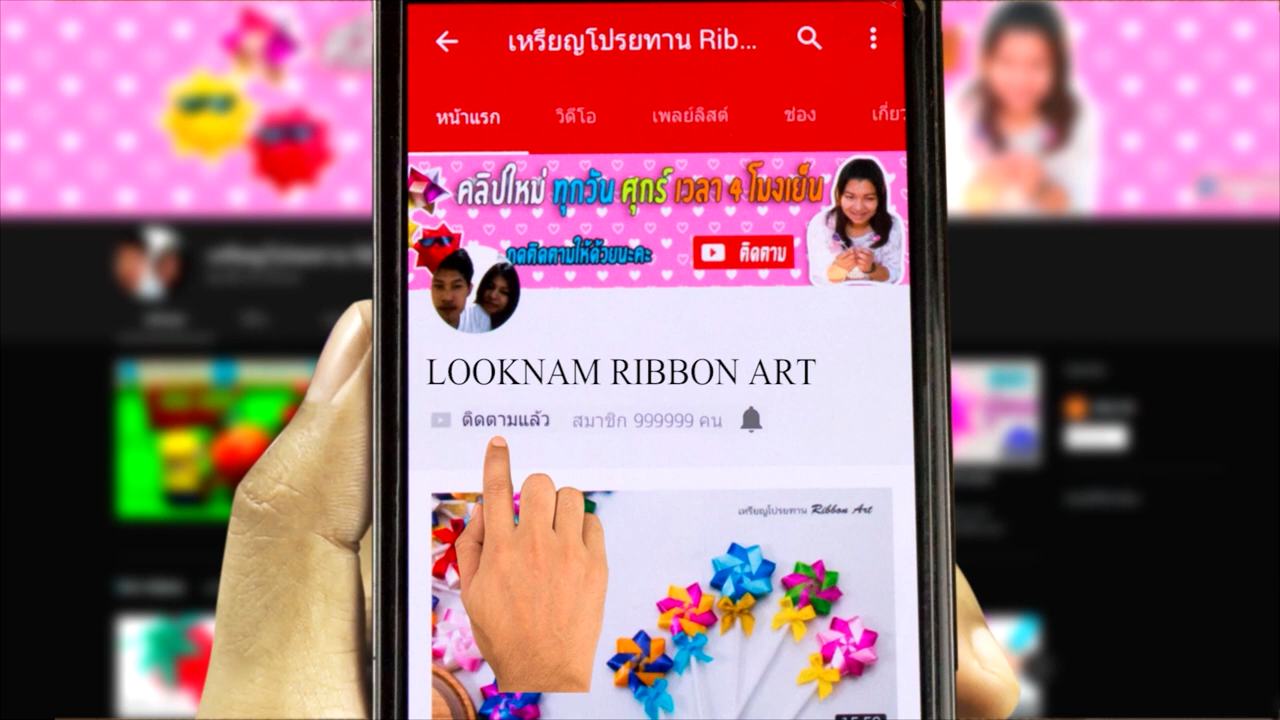 เหรียญโปรยทาน Rib...
หน้าแรก วิดีโอ เพลย์ลิสต์ ช่อง เกี่ยว
คลิปใหม่ ทุกวัน ศุกร์ เวลา 4 โมงเย็น
กดติดตามให้ด้วยนะคะ
ติดตาม
LOOKNAM RIBBON ART
ติดตามแล้ว สมาชิก 999999 คน
เหรียญโปรยทาน Ribbon Art